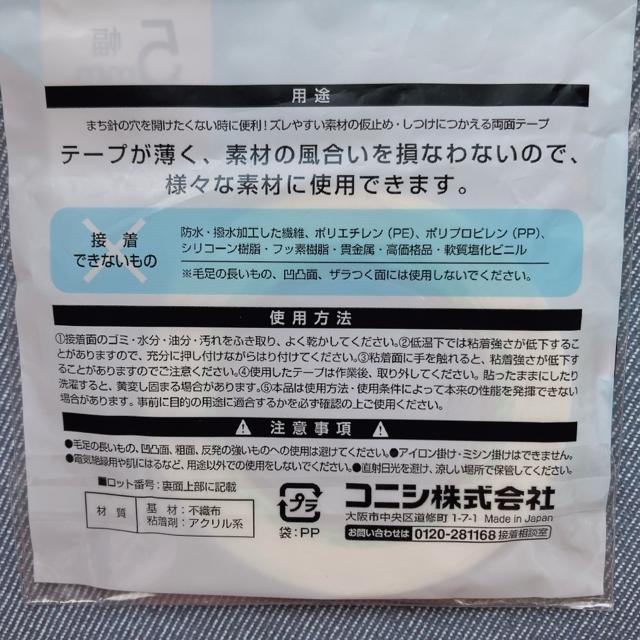 幅
5mm
用途
まち針の穴を開けたくない時に便利！ズレやすい素材の仮止め・しつけにつかえる両面テープ
テープが薄く、素材の風合いを損なわないので、
様々な素材に使用できます。
接着
できないもの
防水・撥水加工した繊維、ポリエチレン（PE）、ポリプロピレン（PP）、
シリコーン樹脂・フッ素樹脂・貴金属・高価格品・軟質塩化ビニル
※毛足の長いもの、凹凸面、ザラつく面には使用しないでください。
使用方法
①接着面のゴミ・水分・油分・汚れをふき取り、よく乾かしてください。②低温下では粘着強さが低下するこ
とがありますので、充分に押し付けながらはり付けてください。③粘着面に手を触れると、粘着強さが低下す
ることがありますのでご注意ください。④使用したテープは作業後、取り外してください。貼ったままにしたり
洗濯すると、黄変し固まる場合があります。⑤本品は使用方法・使用条件によって本来の性能を発揮できない
場合があります。事前に目的の用途に適合するかを必ず確認の上ご使用ください。
注意事項
●毛足の長いもの、凹凸面、粗面、反発の強いものへの使用は避けてください。●アイロン掛け・ミシン掛けはできません。
●電気絶縁用や肌にはるなど、用途以外での使用をしないでください。●直射日光を避け、涼しい場所で保管してください。
■ロット番号：裏面上部に記載
材質
基材：不織布
粘着剤：アクリル系
プラ
袋：PP
コニシ株式会社
大阪市中央区道修町1-7-1 Made in Japan
お問い合わせは 0120-281168 接着相談室